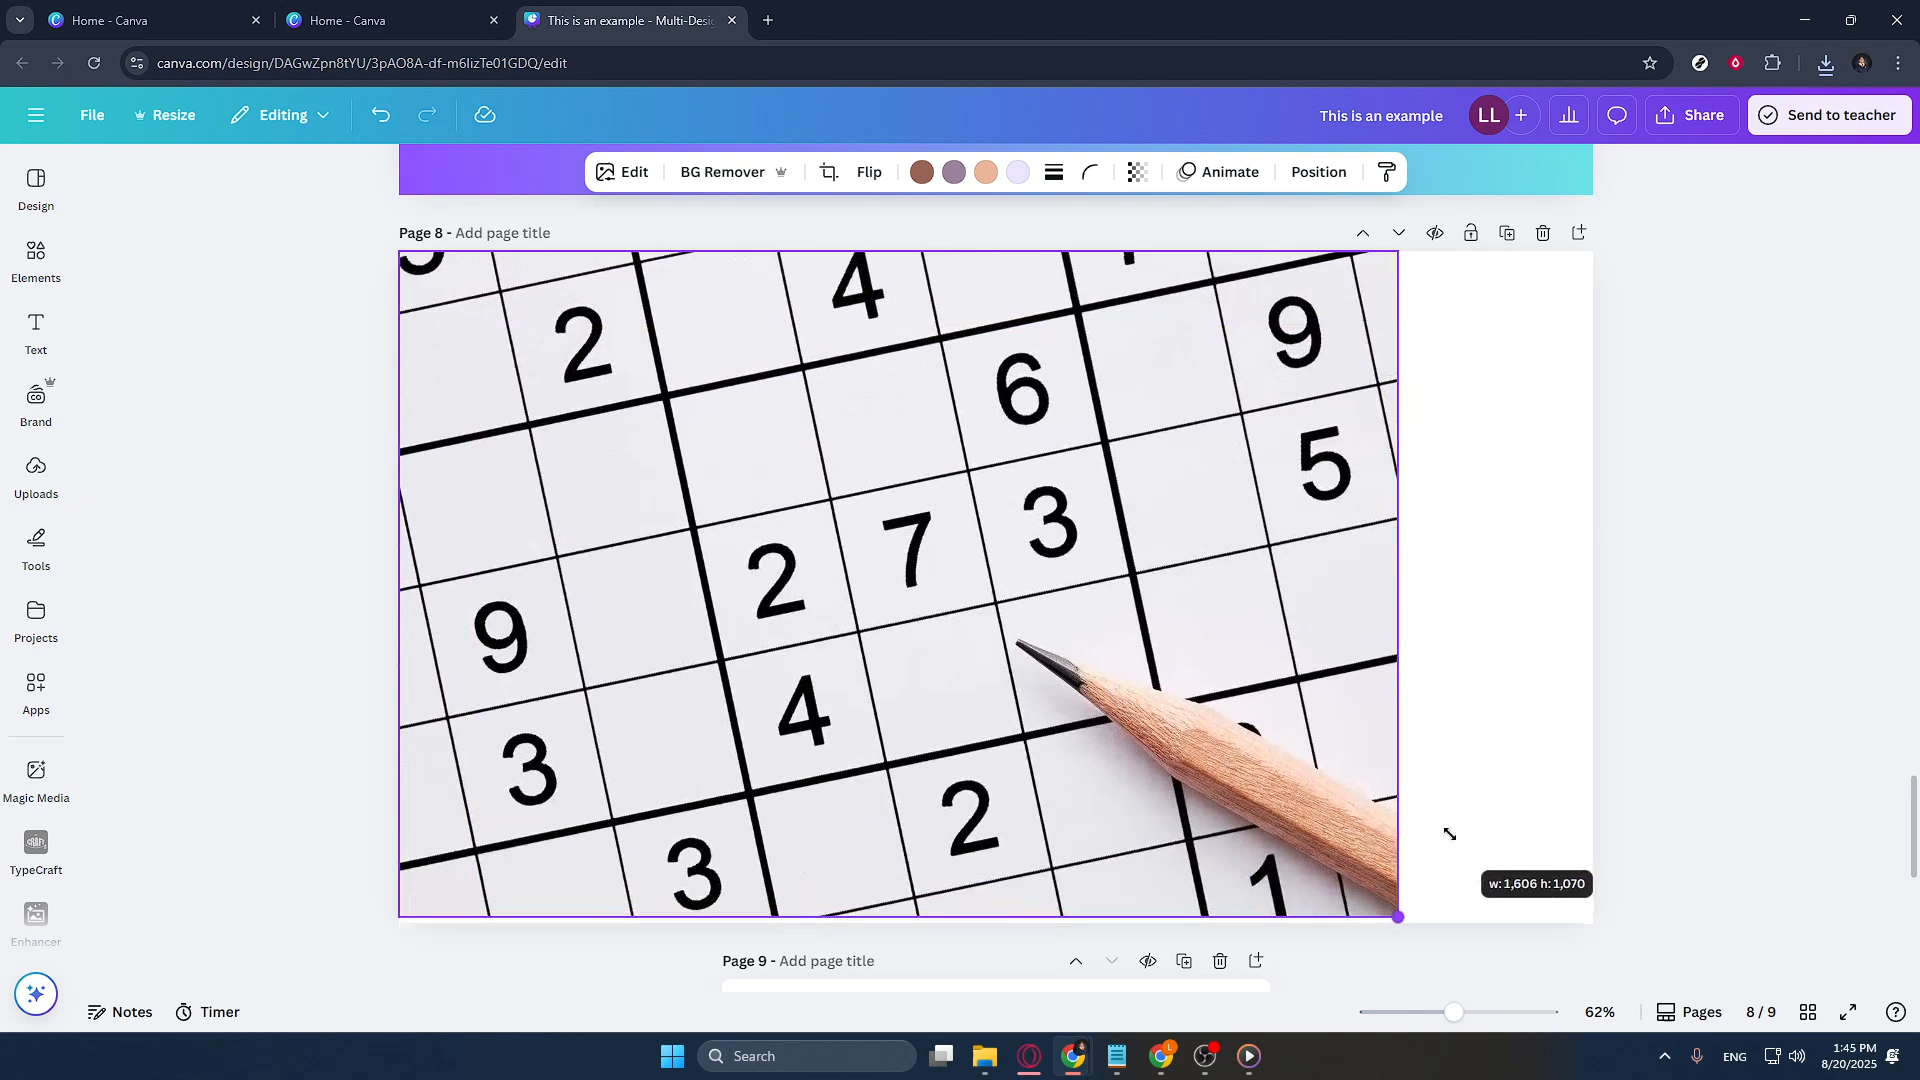 Home - Canva
Home - Canva
This is an example - Multi-Desi
canva.com/design/DAGwZpn8tYU/3pAO8A-df-m6IizTe01GDQ/edit
File
Resize
Editing
This is an example
LL
Share
Send to teacher
Edit
BG Remover
Flip
Animate
Position
Design
Elements
Text
Brand
Uploads
Tools
Projects
Apps
Magic Media
CRAFT
TypeCraft
Enhancer
Page 8 - Add page title
4
2
9
6
5
3
7
2
9
4
3
2
3
1
w: 1,606 h: 1,070
Page 9 - Add page title
Notes
Timer
62%
Pages
8 / 9
Search
ENG
1:45 PM
8/20/2025